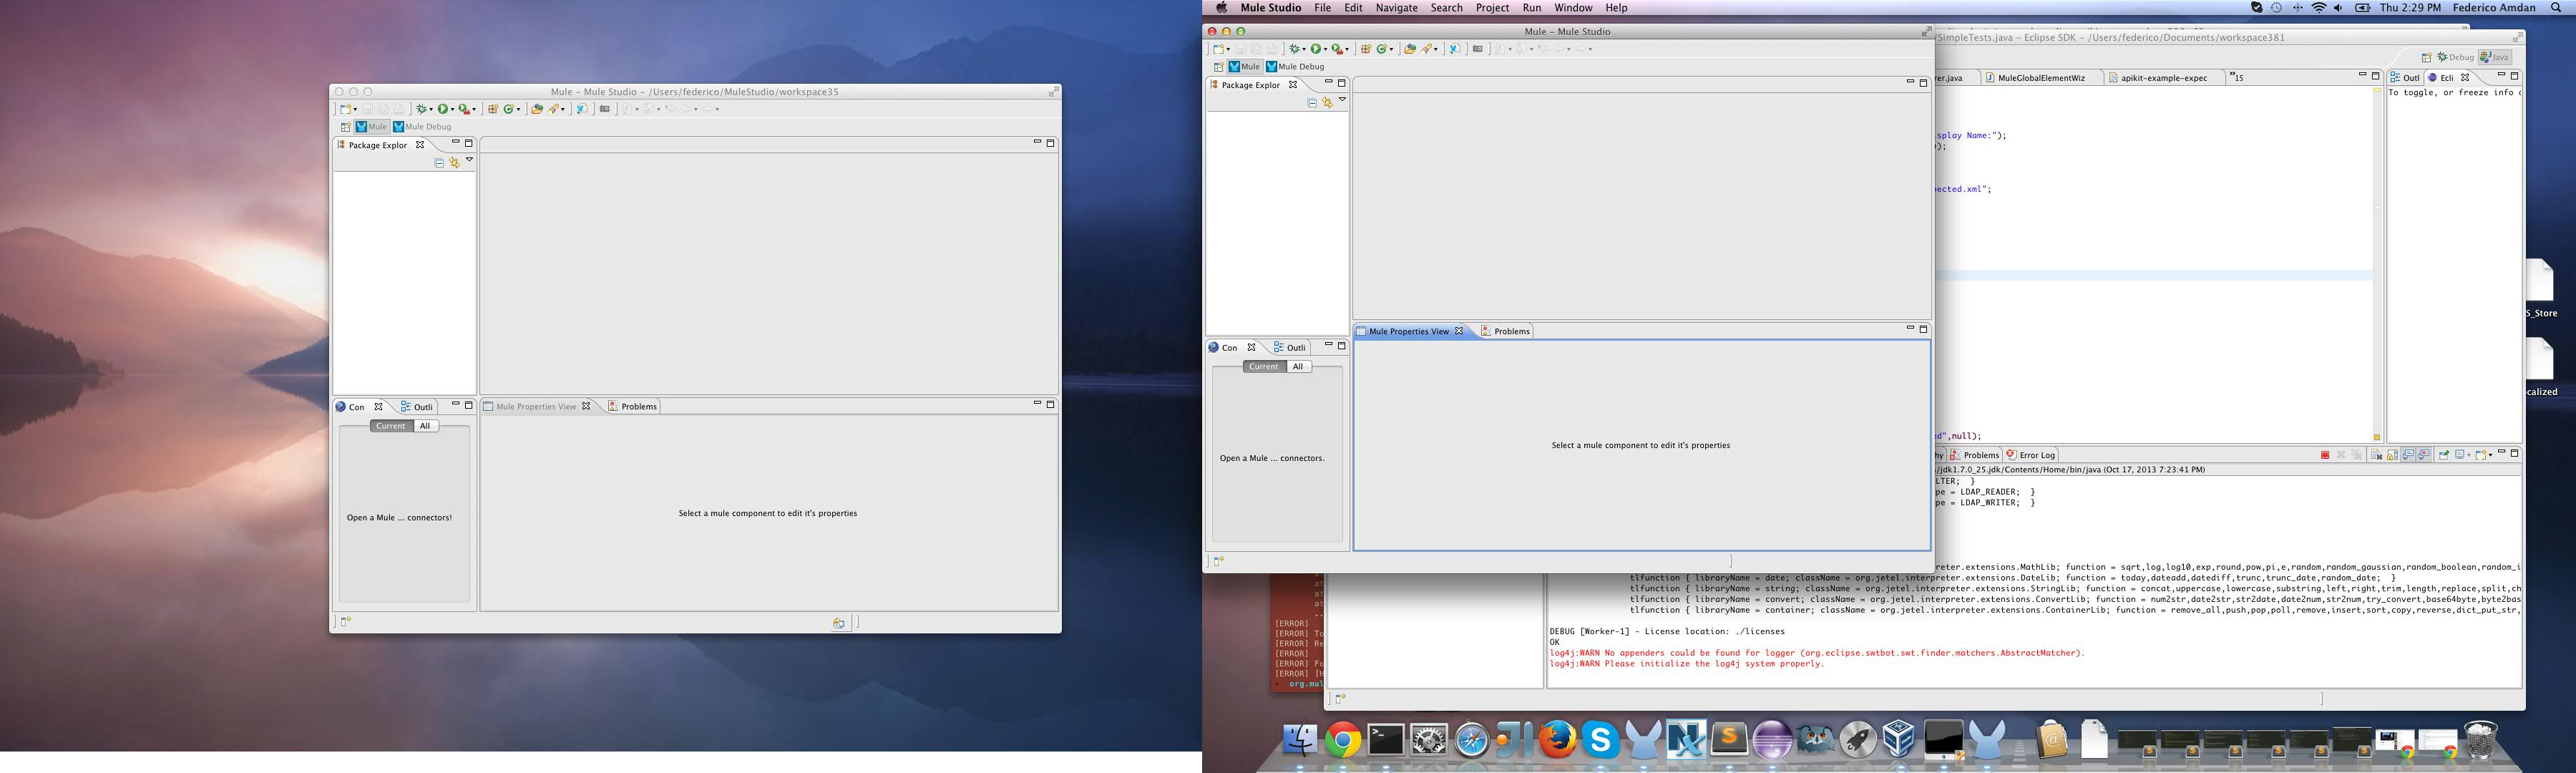 Mule Studio File Edit Navigate Search Project Run Window Help
Thu 2:29 PM Federico Amdan
Mule – Mule Studio – /Users/federico/MuleStudio/workspace35
Mule Mule Debug
Package Explor
Con Outli
Current All
Open a Mule ... connectors!
Mule Properties View Problems
Select a mule component to edit it's properties
Mule – Mule Studio
Mule Mule Debug
Package Explor
Con Outli
Current All
Open a Mule ... connectors.
Mule Properties View Problems
Select a mule component to edit it's properties
/SimpleTests.java – Eclipse SDK – /Users/federico/Documents/workspace381
Debug Java
rer.java MuleGlobalElementWiz apikit-example-expec »15
Outl Ecli
To toggle, or freeze info
splay Name:");
);
ected.xml";
ed",null);
hy Problems Error Log
/jdk1.7.0_25.jdk/Contents/Home/bin/java (Oct 17, 2013 7:23:41 PM)
LTER; }
pe = LDAP_READER; }
pe = LDAP_WRITER; }
preter.extensions.MathLib; function = sqrt,log,log10,exp,round,pow,pi,e,random,random_gaussian,random_boolean,random_i
tlfunction { libraryName = date; className = org.jetel.interpreter.extensions.DateLib; function = today,dateadd,datediff,trunc,trunc_date,random_date; }
tlfunction { libraryName = string; className = org.jetel.interpreter.extensions.StringLib; function = concat,uppercase,lowercase,substring,left,right,trim,length,replace,split,ch
tlfunction { libraryName = convert; className = org.jetel.interpreter.extensions.ConvertLib; function = num2str,date2str,str2date,date2num,str2num,try_convert,base64byte,byte2bas
tlfunction { libraryName = container; className = org.jetel.interpreter.extensions.ContainerLib; function = remove_all,push,pop,poll,remove,insert,sort,copy,reverse,dict_put_str,
DEBUG [Worker-1] - License location: ./licenses
OK
log4j:WARN No appenders could be found for logger (org.eclipse.swtbot.swt.finder.matchers.AbstractMatcher).
log4j:WARN Please initialize the log4j system properly.
at
at
at
..
[ERROR]
[ERROR] To
[ERROR] Re
[ERROR]
[ERROR] Fo
[ERROR] [H
org.mul
S_Store
calized